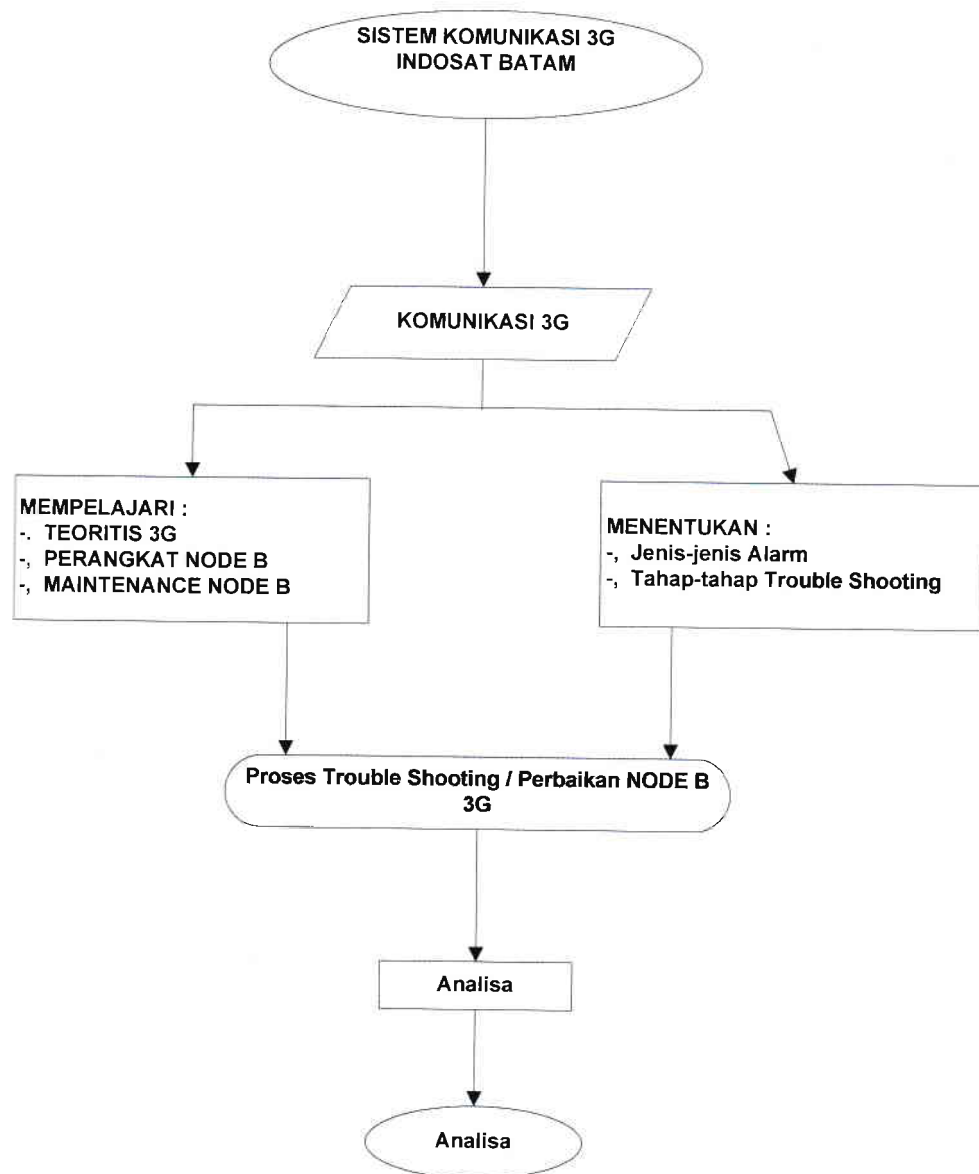 SISTEM KOMUNIKASI 3G
INDOSAT BATAM
KOMUNIKASI 3G
MEMPELAJARI :
-. TEORITIS 3G
-, PERANGKAT NODE B
-, MAINTENANCE NODE B
MENENTUKAN :
-, Jenis-jenis Alarm
-, Tahap-tahap Trouble Shooting
Proses Trouble Shooting / Perbaikan NODE B
3G
Analisa
Analisa